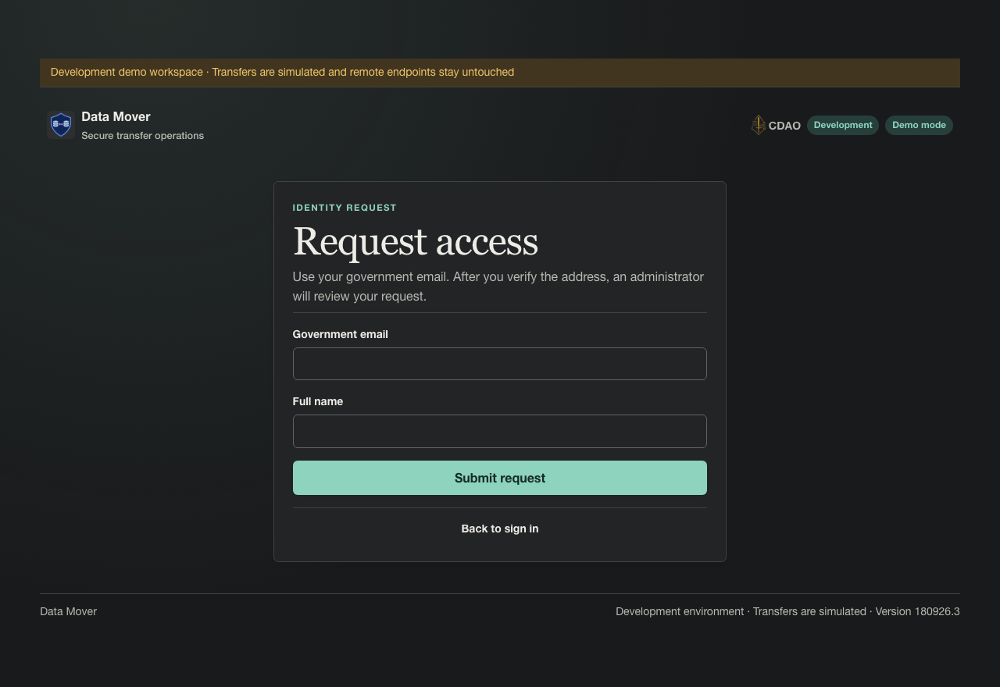 Development demo workspace · Transfers are simulated and remote endpoints stay untouched
Data Mover
Secure transfer operations
CDAO
Development
Demo mode
IDENTITY REQUEST
Request access
Use your government email. After you verify the address, an administrator
will review your request.
Government email
Full name
Submit request
Back to sign in
Data Mover
Development environment · Transfers are simulated · Version 180926.3